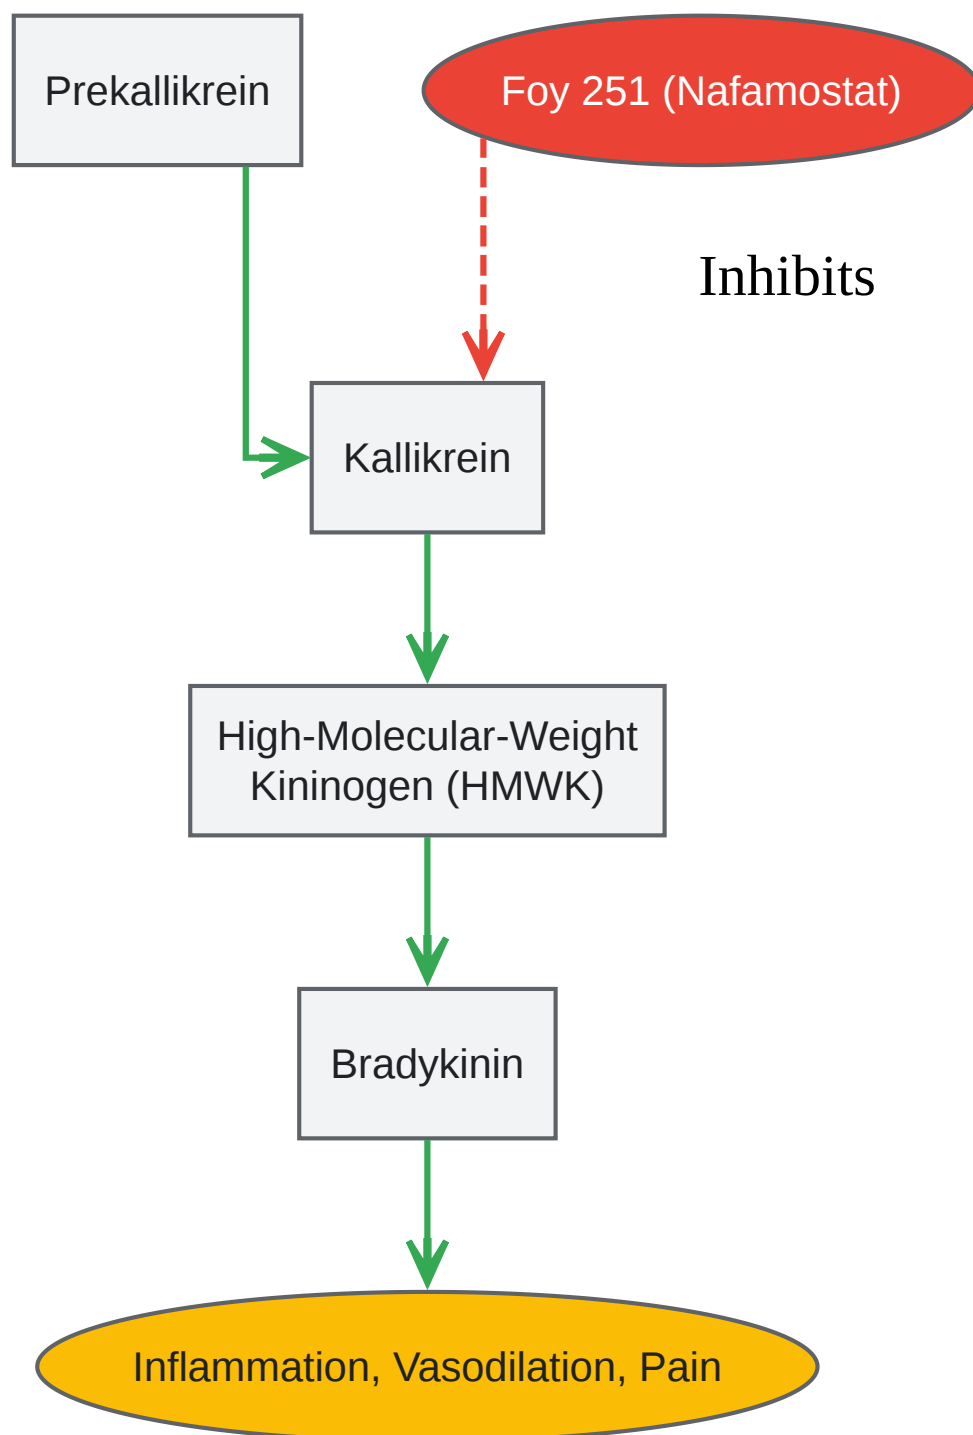 Prekallikrein
Foy 251 (Nafamostat)
Inhibits
Kallikrein
High-Molecular-Weight
Kininogen (HMWK)
Bradykinin
Inflammation, Vasodilation, Pain